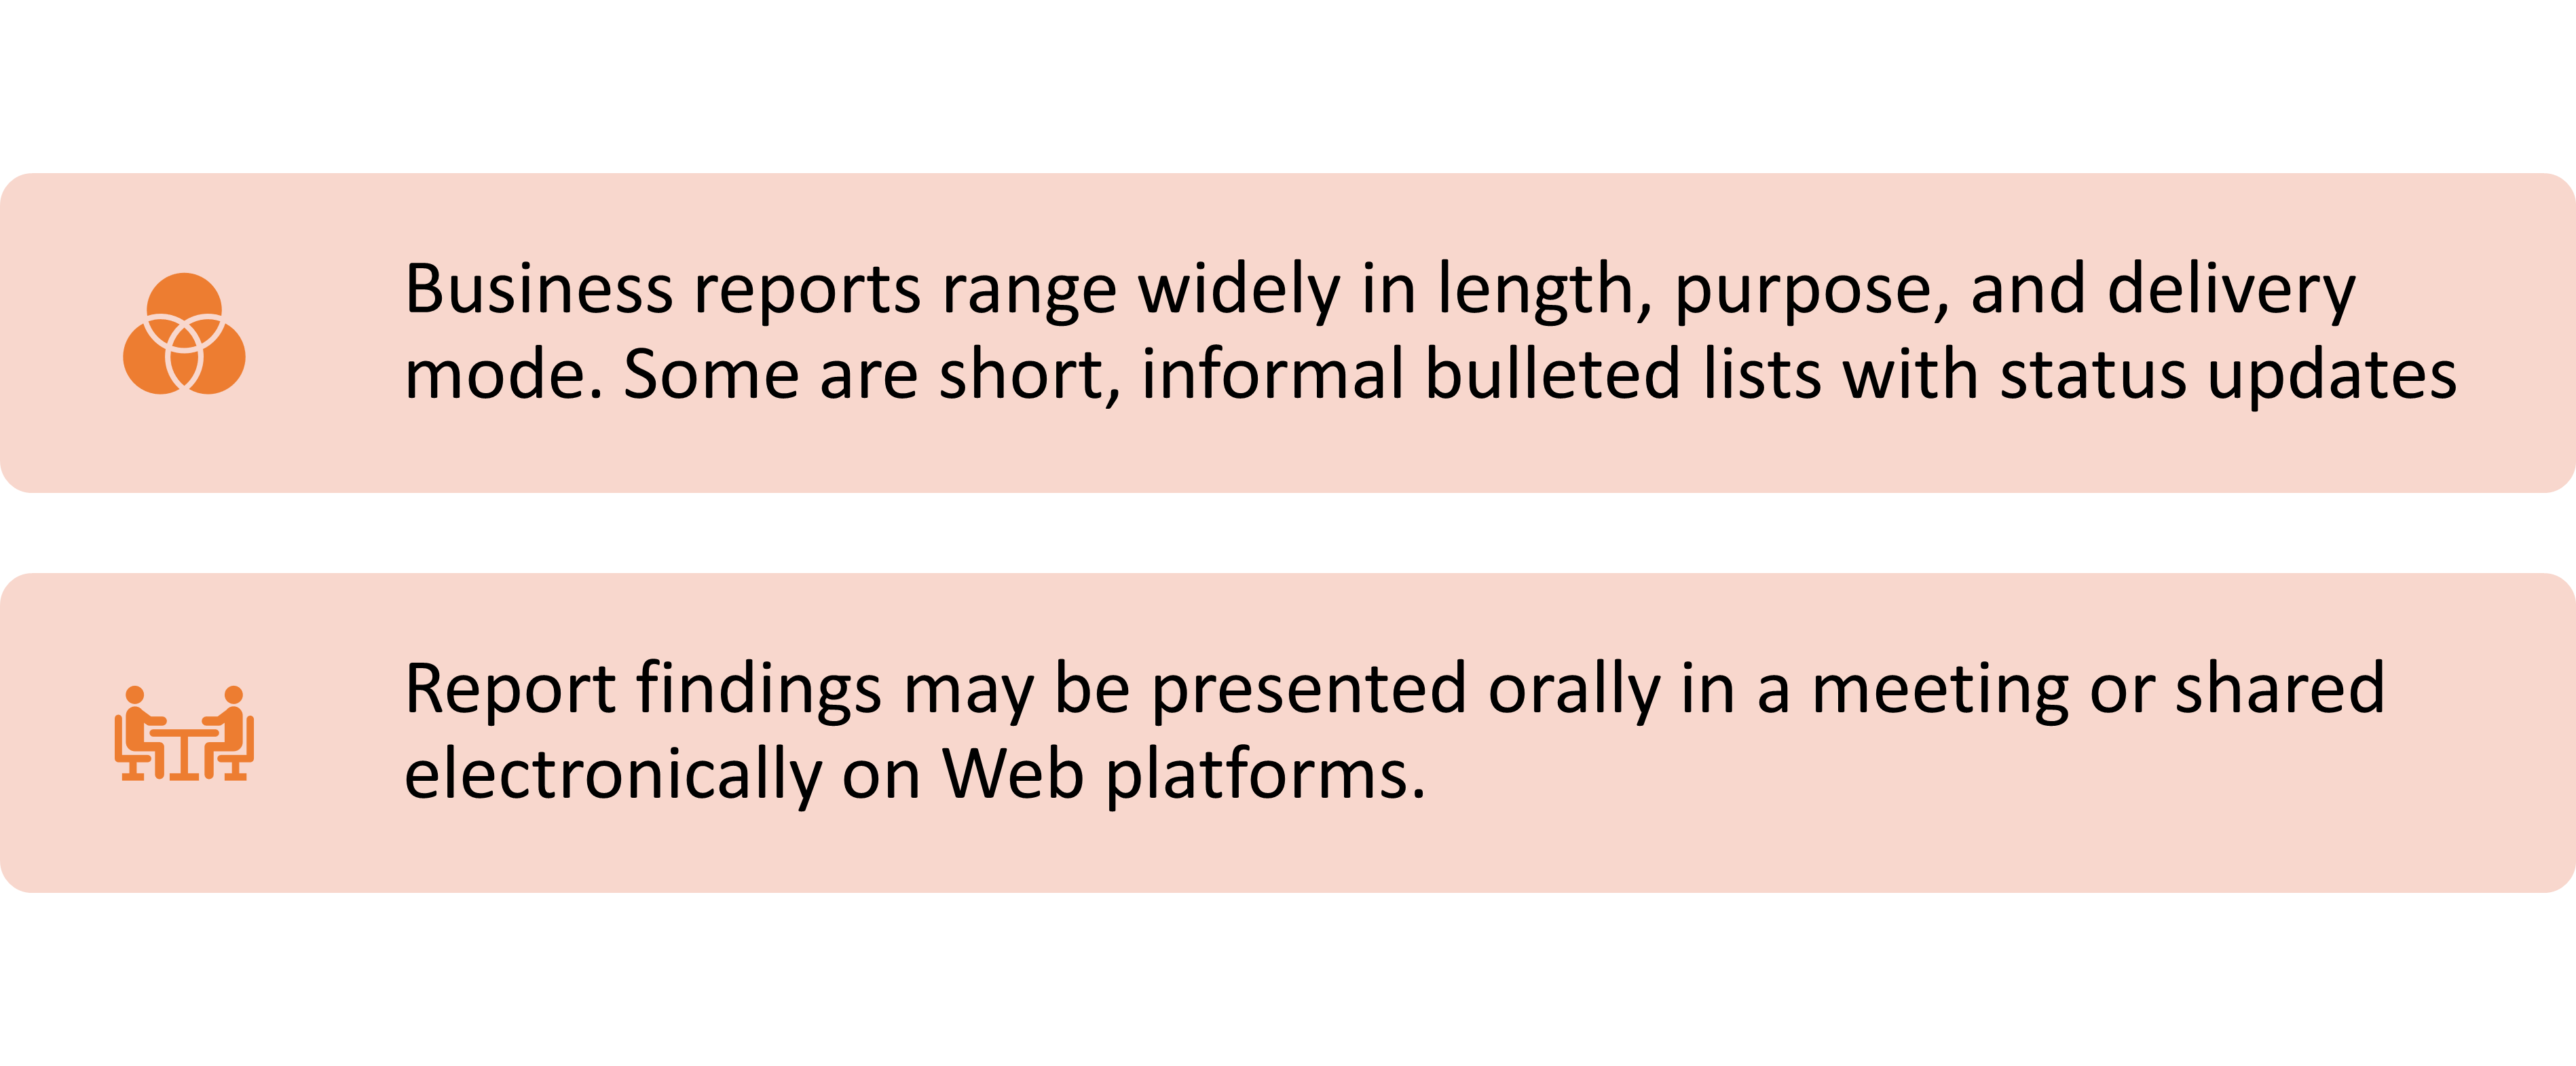 Business reports range widely in length, purpose, and delivery
mode. Some are short, informal bulleted lists with status updates
Report findings may be presented orally in a meeting or shared
electronically on Web platforms.